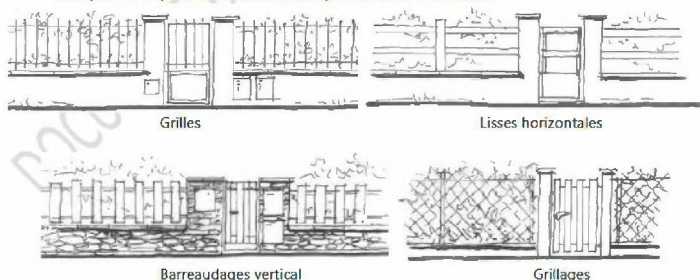 Grilles
Lisses horizontales
Barreaudages vertical
Grillages